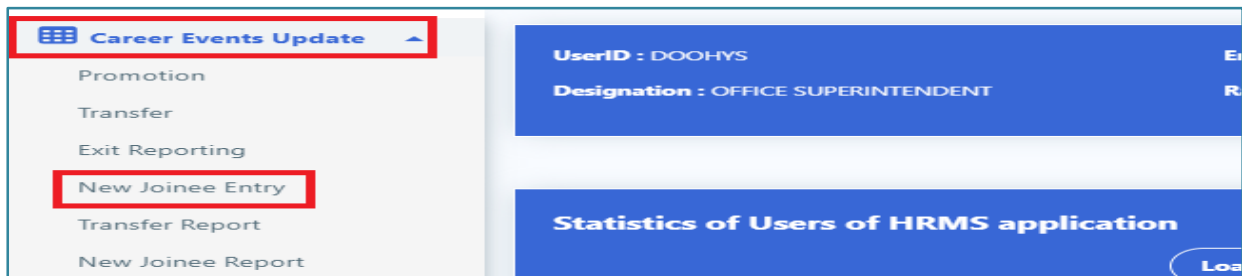 Career Events Update
Promotion
Transfer
Exit Reporting
New Joinee Entry
Transfer Report
New Joinee Report
UserID : DOOHYS
Designation : OFFICE SUPERINTENDENT
Statistics of Users of HRMS application